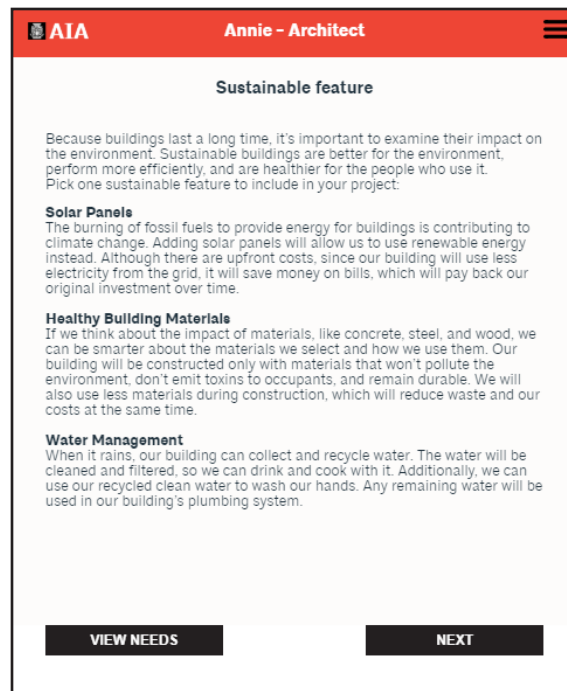 AIA
Annie – Architect
Sustainable feature
Because buildings last a long time, it's important to examine their impact on
the environment. Sustainable buildings are better for the environment,
perform more efficiently, and are healthier for the people who use it.
Pick one sustainable feature to include in your project:
Solar Panels
The burning of fossil fuels to provide energy for buildings is contributing to
climate change. Adding solar panels will allow us to use renewable energy
instead. Although there are upfront costs, since our building will use less
electricity from the grid, it will save money on bills, which will pay back our
original investment over time.
Healthy Building Materials
If we think about the impact of materials, like concrete, steel, and wood, we
can be smarter about the materials we select and how we use them. Our
building will be constructed only with materials that won't pollute the
environment, don't emit toxins to occupants, and remain durable. We will
also use less materials during construction, which will reduce waste and our
costs at the same time.
Water Management
When it rains, our building can collect and recycle water. The water will be
cleaned and filtered, so we can drink and cook with it. Additionally, we can
use our recycled clean water to wash our hands. Any remaining water will be
used in our building's plumbing system.
VIEW NEEDS
NEXT